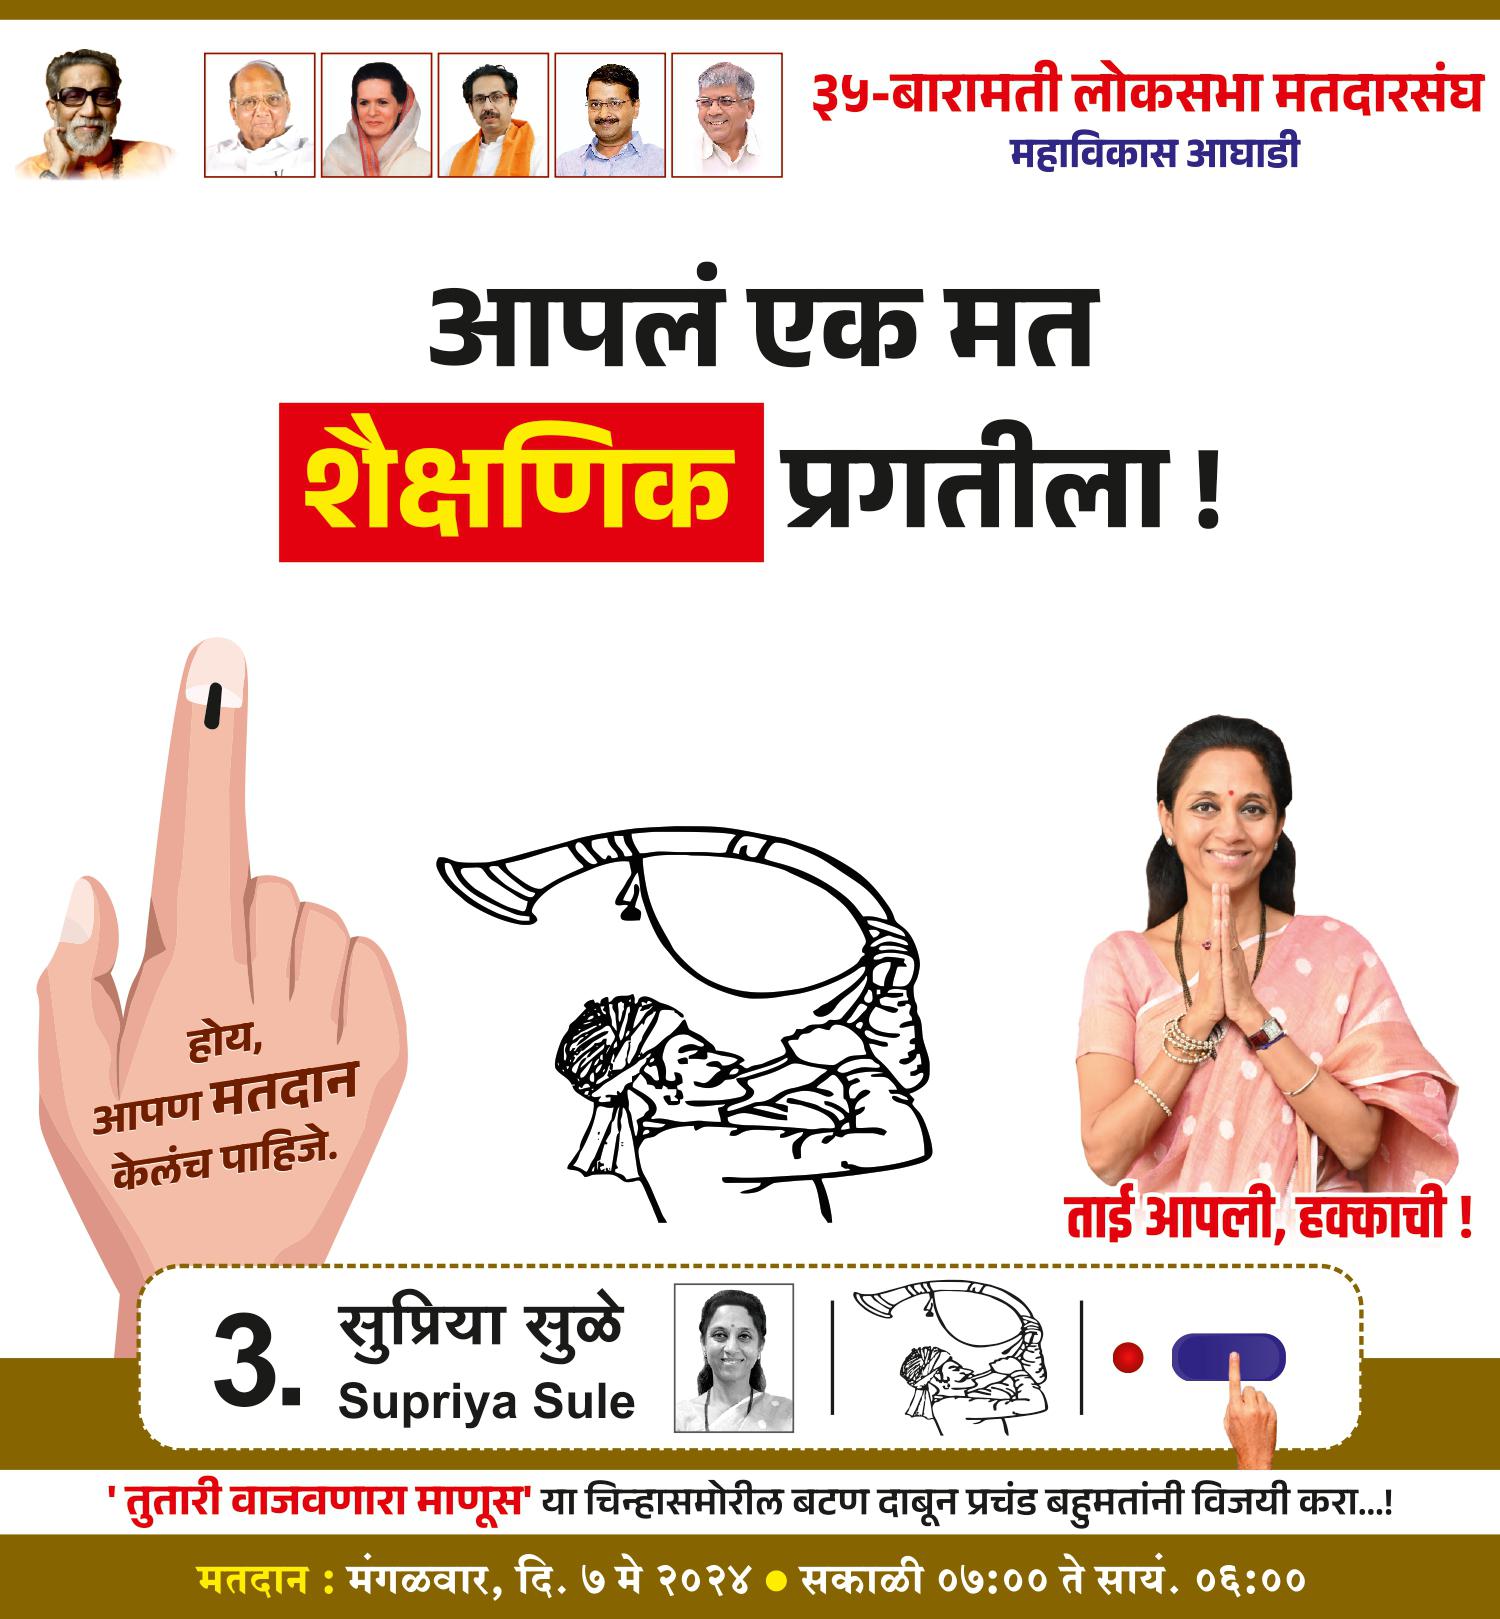 ३५-बारामती लोकसभा मतदारसंघ
महाविकास आघाडी
आपलं एक मत
शैक्षणिक प्रगतीला !
होय,
आपण मतदान
केलंच पाहिजे.
ताई आपली, हक्काची !
3. सुप्रिया सुळे
Supriya Sule
' तुतारी वाजवणारा माणूस' या चिन्हासमोरील बटण दाबून प्रचंड बहुमतांनी विजयी करा...!
मतदान : मंगळवार, दि. ७ मे २०२४ ● सकाळी ०७:०० ते सायं. ०६:००